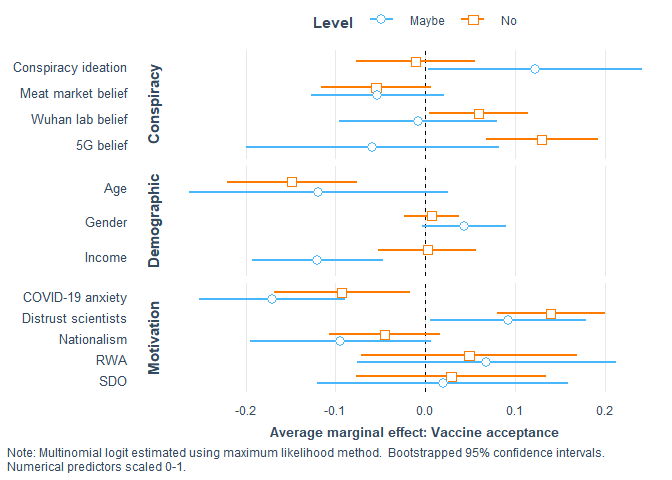 Level Maybe No
Conspiracy
Conspiracy ideation
Meat market belief
Wuhan lab belief
5G belief
Demographic
Age
Gender
Income
Motivation
COVID-19 anxiety
Distrust scientists
Nationalism
RWA
SDO
-0.2 -0.1 0.0 0.1 0.2
Average marginal effect: Vaccine acceptance
Note: Multinomial logit estimated using maximum likelihood method. Bootstrapped 95% confidence intervals.
Numerical predictors scaled 0-1.